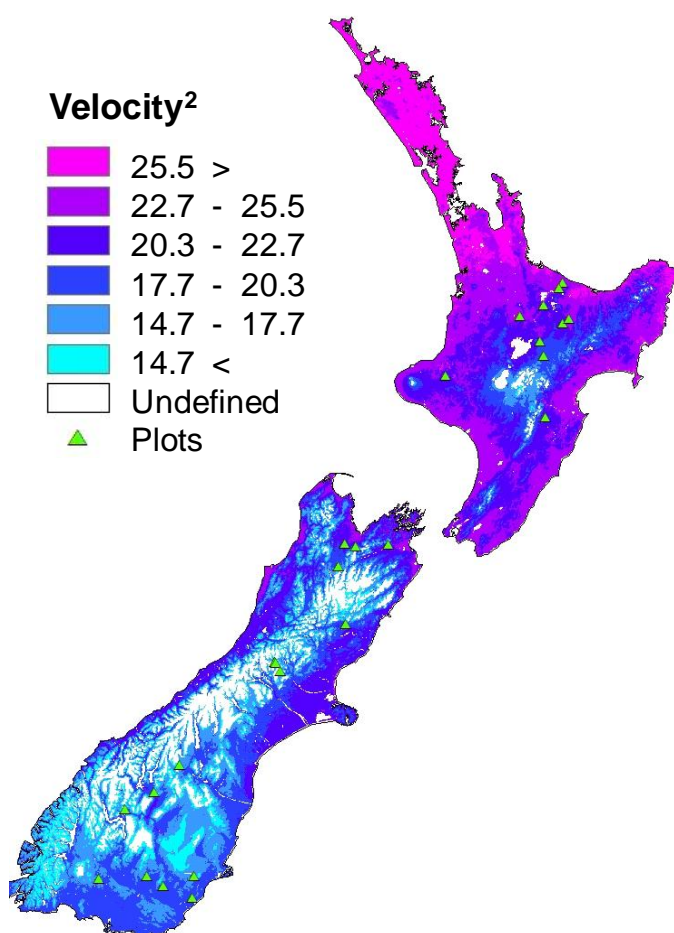 Velocity²
25.5 >
22.7 - 25.5
20.3 - 22.7
17.7 - 20.3
14.7 - 17.7
14.7 <
Undefined
Plots